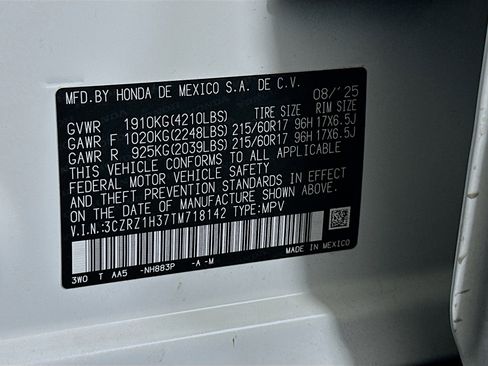 MFD.BY HONDA DE MEXICO S.A. DE C.V. 08/'25
GVWR 1910KG(4210LBS) TIRE SIZE RIM SIZE
GAWR F 1020KG(2248LBS) 215/60R17 96H 17X6.5J
GAWR R 925KG(2039LBS) 215/60R17 96H 17X6.5J
THIS VEHICLE CONFORMS TO ALL APPLICABLE
FEDERAL MOTOR VEHICLE SAFETY
AND THEFT PREVENTION STANDARDS IN EFFECT
ON THE DATE OF MANUFACTURE SHOWN ABOVE.
V.I.N.:3CZRZ1H37TM718142 TYPE:MPV
3WO T AA5 -NH883P -A -M MADE IN MEXICO